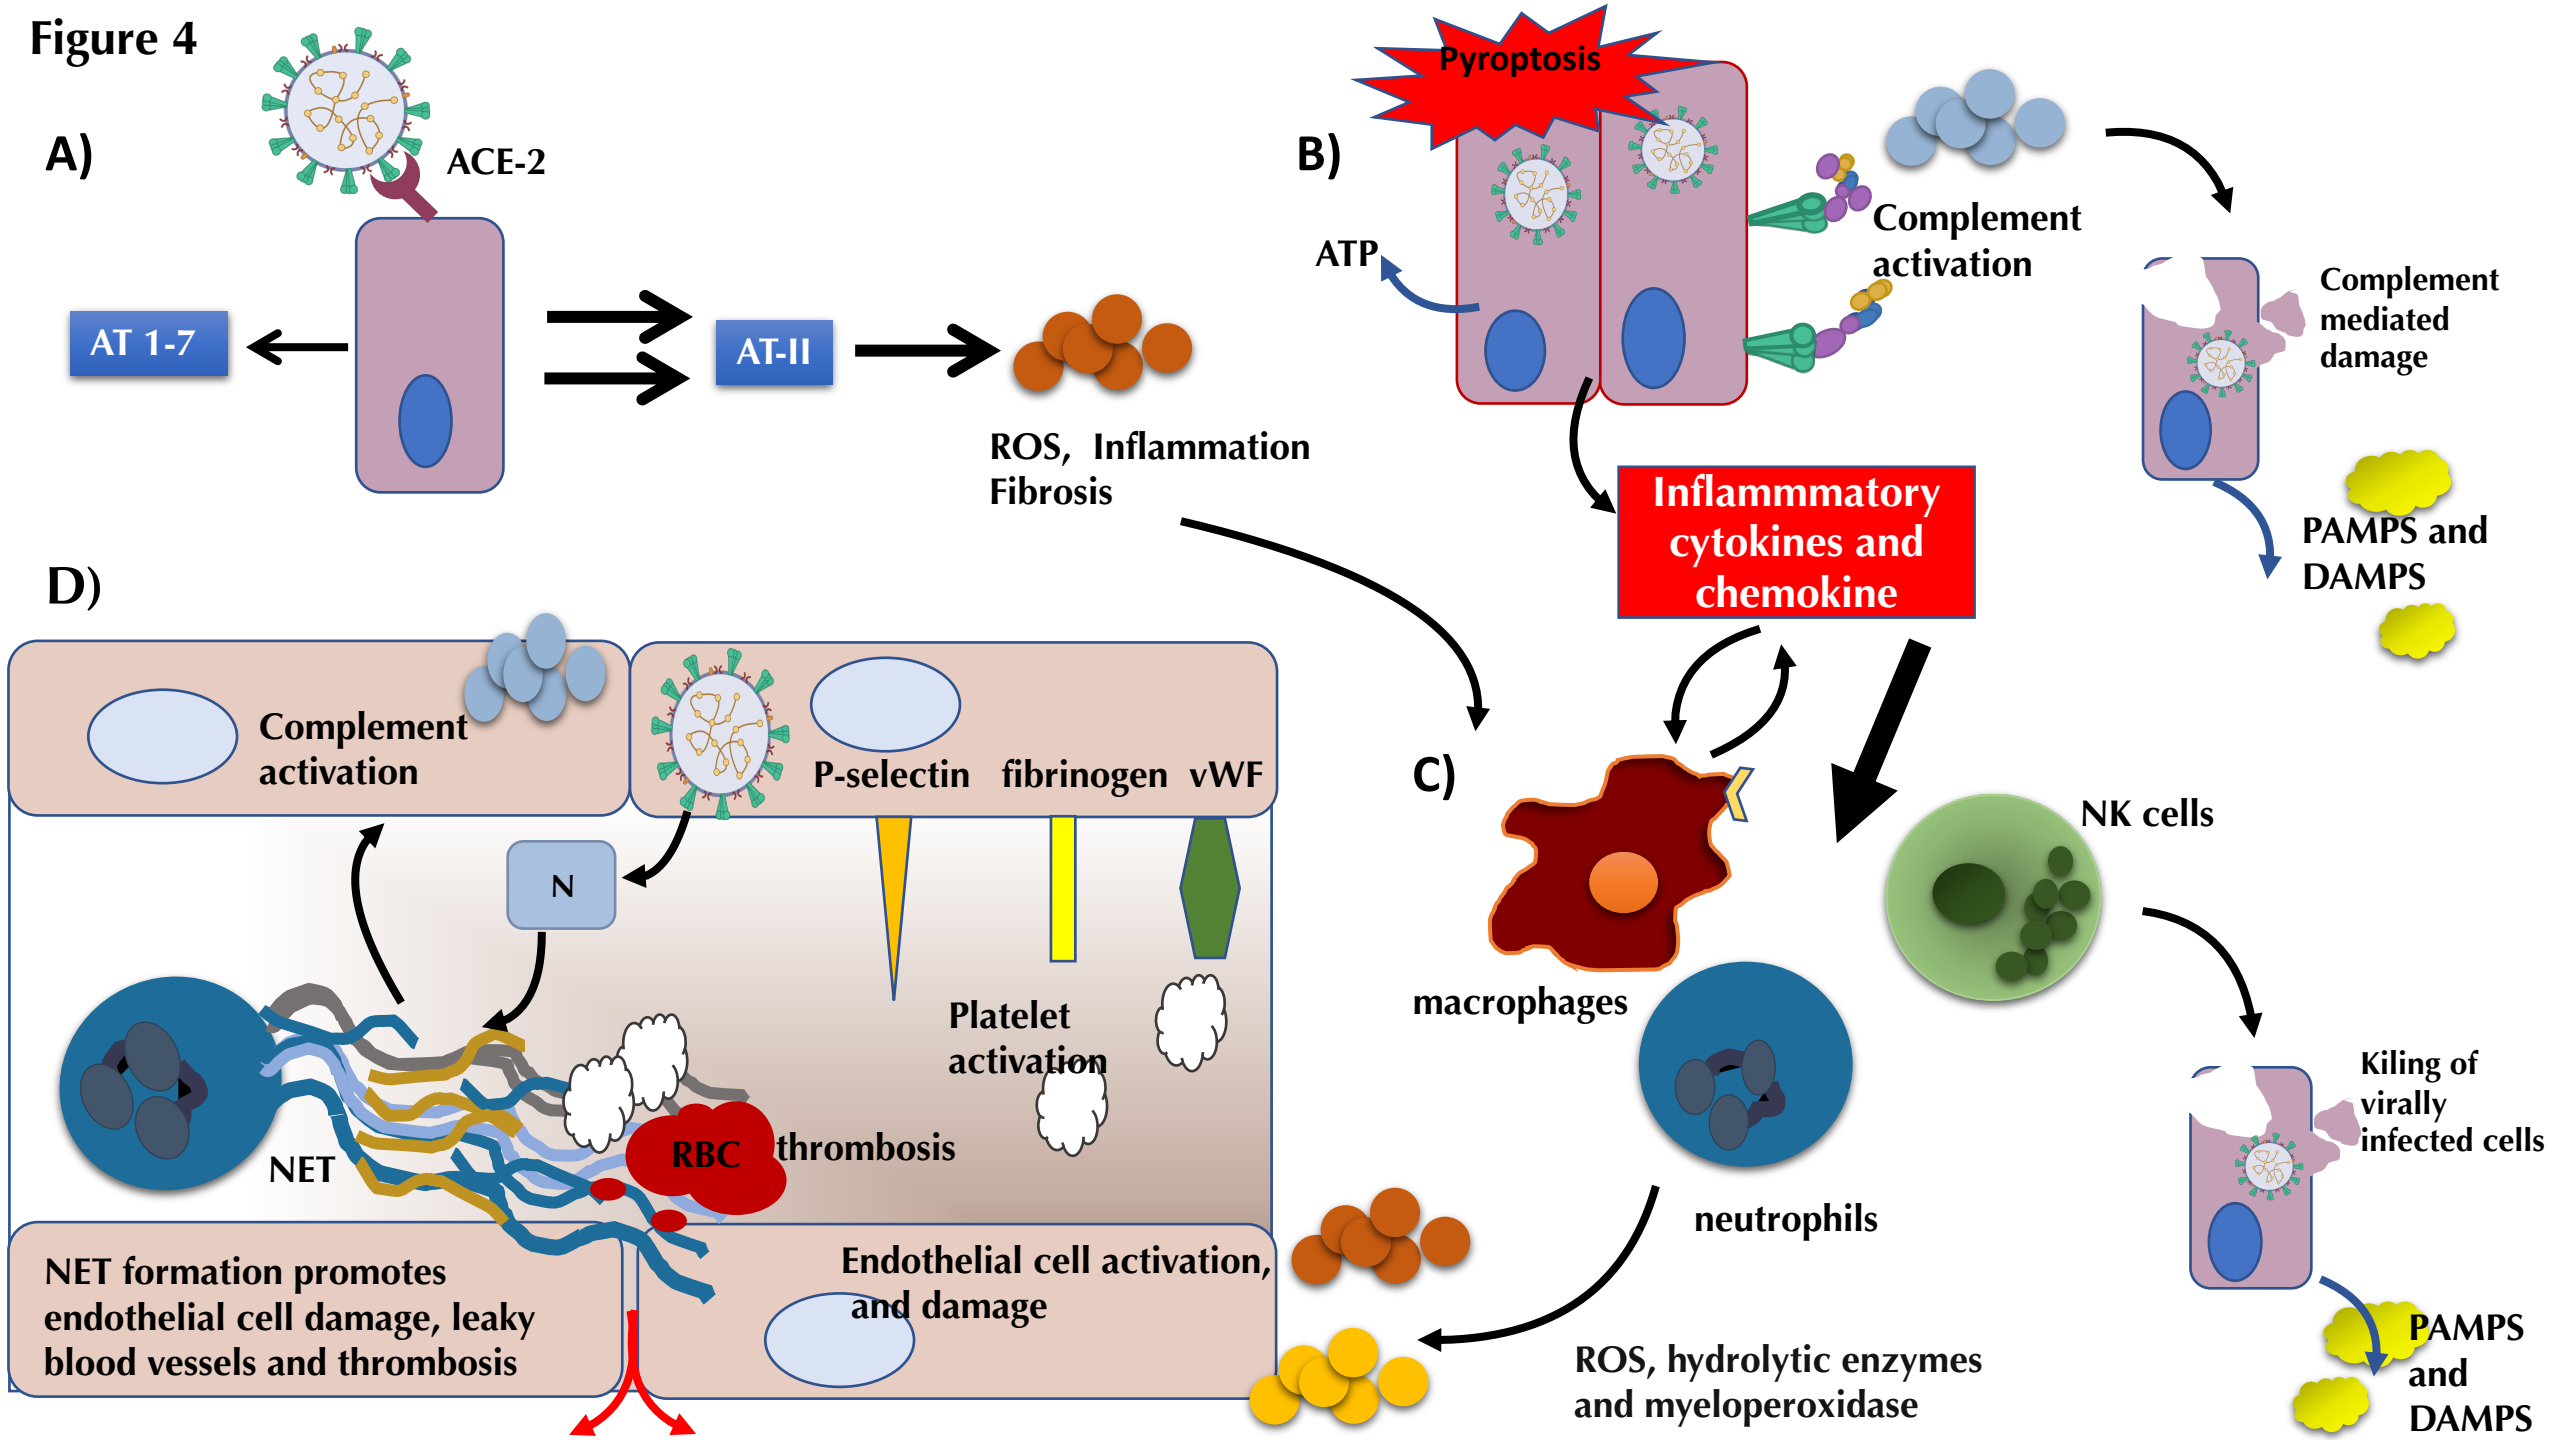 Figure 4
A)
ACE-2
AT 1-7
AT-II
ROS, Inflammation
Fibrosis
B)
Pyroptosis
ATP
Complement
activation
Complement
mediated
damage
PAMPS and
DAMPS
Inflammmatory
cytokines and
chemokine
C)
macrophages
NK cells
neutrophils
Kiling of
virally
infected cells
PAMPS
and
DAMPS
ROS, hydrolytic enzymes
and myeloperoxidase
D)
Complement
activation
P-selectin fibrinogen vWF
N
Platelet
activation
NET
RBC
thrombosis
NET formation promotes
endothelial cell damage, leaky
blood vessels and thrombosis
Endothelial cell activation,
and damage